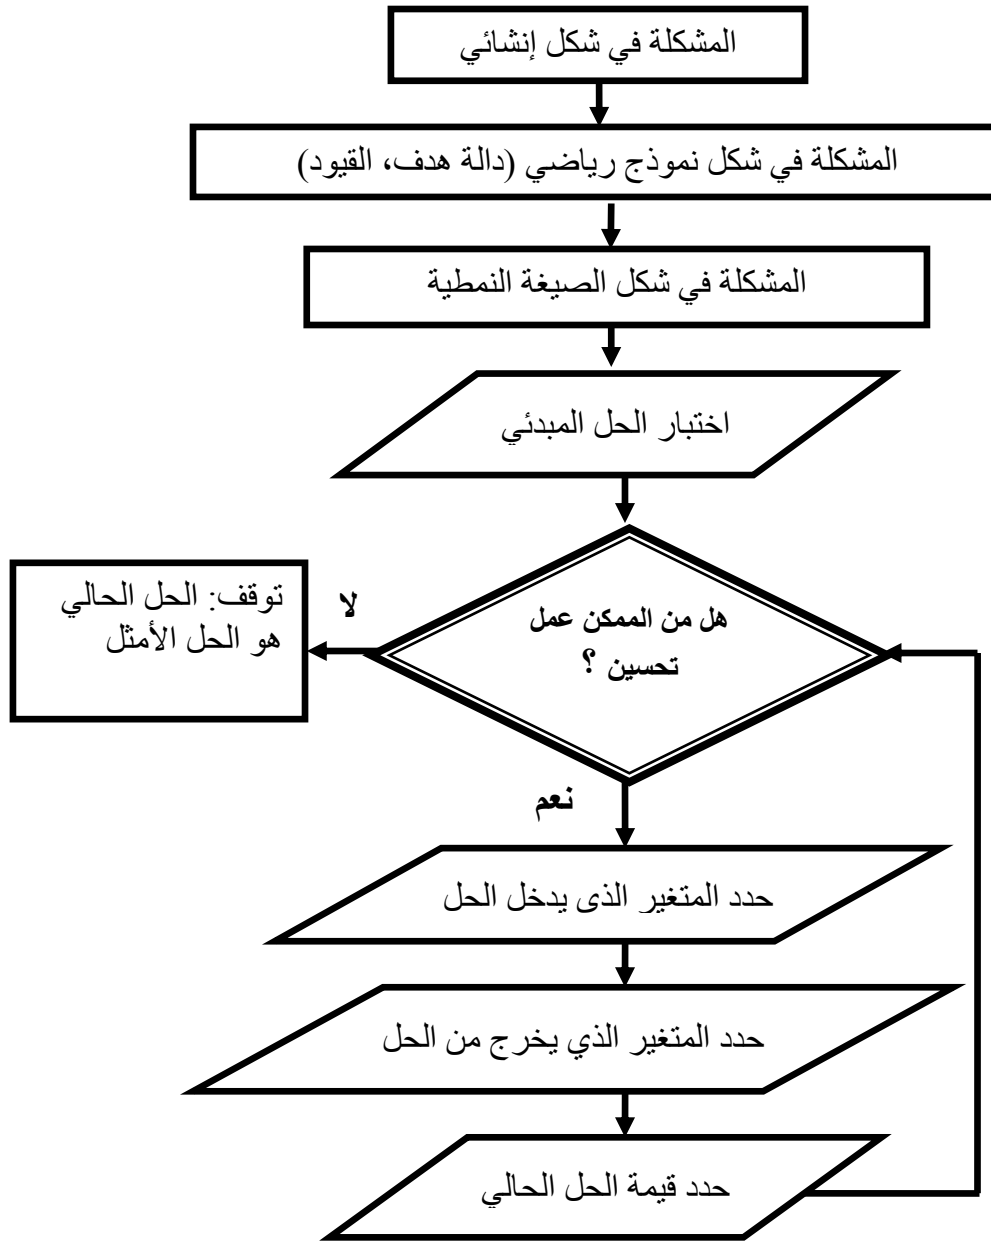 المشكلة في شكل إنشائي
المشكلة في شكل نموذج رياضي (دالة هدف، القيود)
المشكلة في شكل الصيغة النمطية
اختبار الحل المبدئي
هل من الممكن عمل
تحسين ؟
لا
توقف: الحل الحالي
هو الحل الأمثل
نعم
حدد المتغير الذى يدخل الحل
حدد المتغير الذي يخرج من الحل
حدد قيمة الحل الحالي